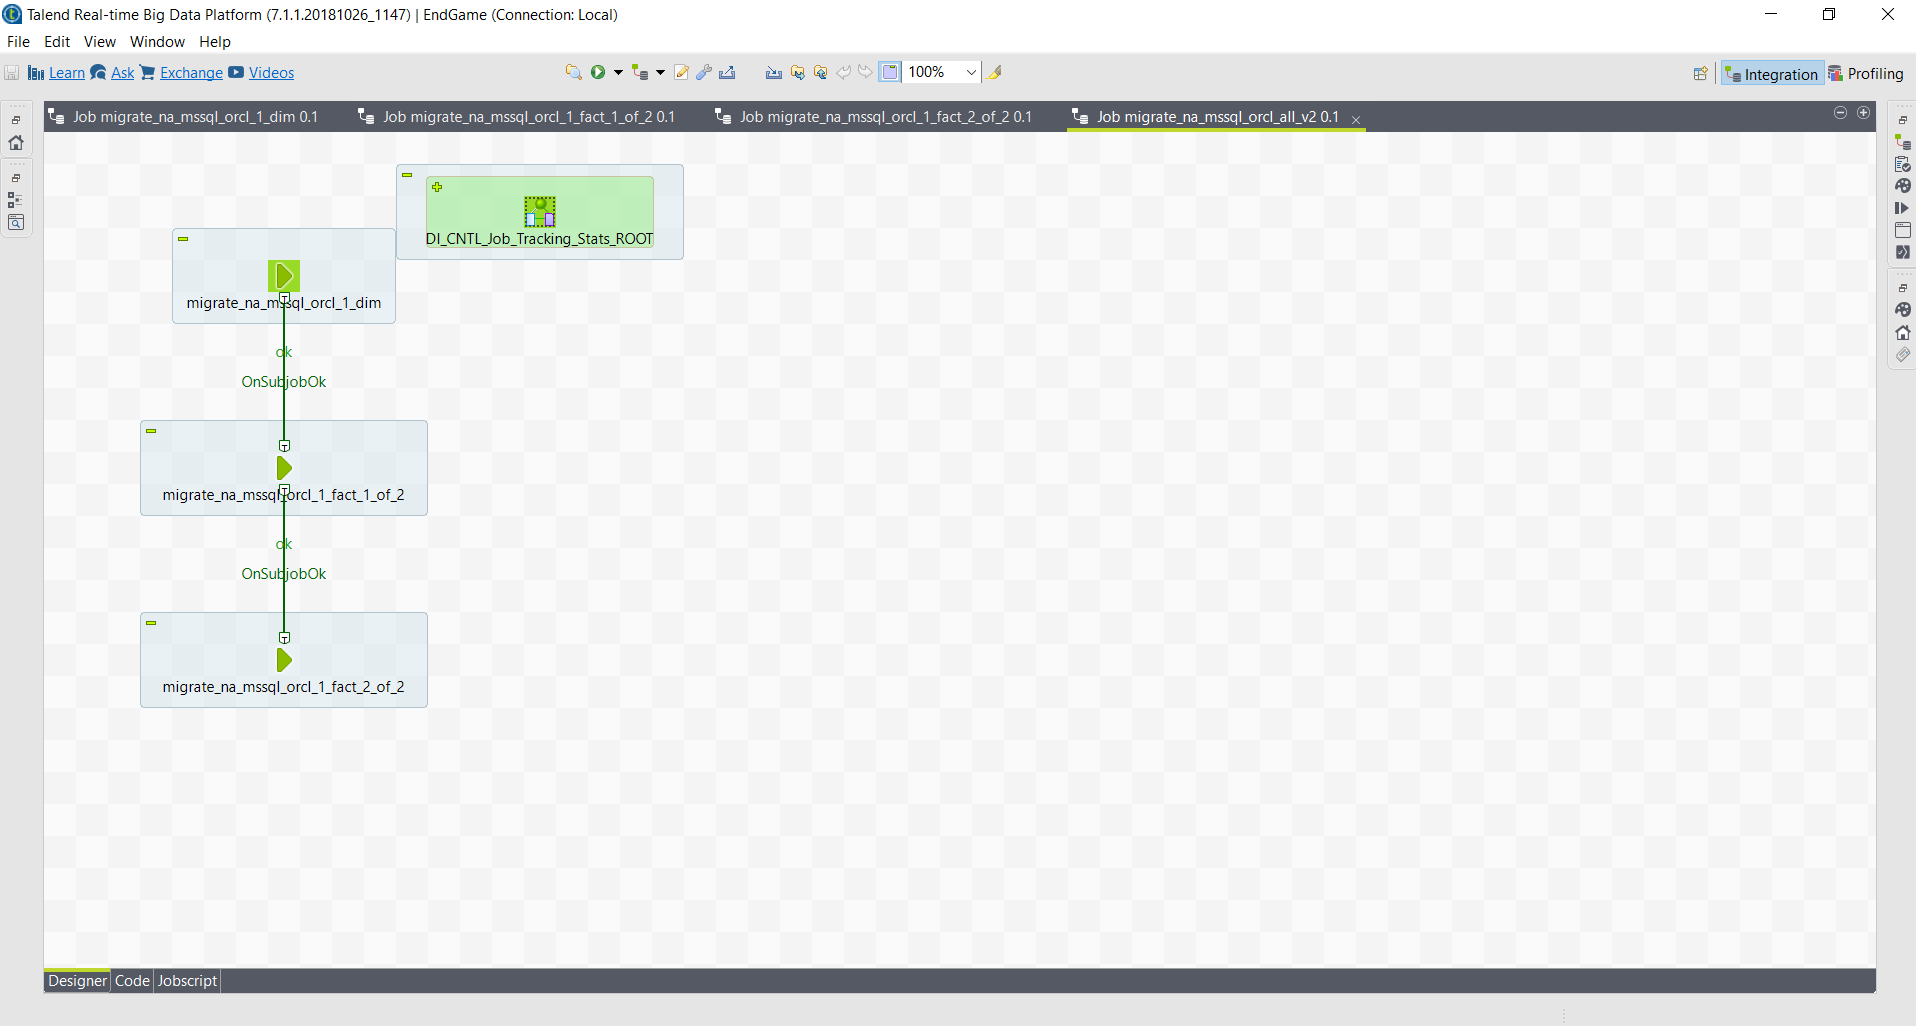 Talend Real-time Big Data Platform (7.1.1.20181026_1147) | EndGame (Connection: Local)
File Edit View Window Help
Learn Ask Exchange Videos 100% Integration Profiling
Job migrate_na_mssql_orcl_1_dim 0.1 Job migrate_na_mssql_orcl_1_fact_1_of_2 0.1 Job migrate_na_mssql_orcl_1_fact_2_of_2 0.1 Job migrate_na_mssql_orcl_all_v2 0.1
DI_CNTL_Job_Tracking_Stats_ROOT
migrate_na_mssql_orcl_1_dim
ok
OnSubjobOk
migrate_na_mssql_orcl_1_fact_1_of_2
ok
OnSubjobOk
migrate_na_mssql_orcl_1_fact_2_of_2
Designer Code Jobscript